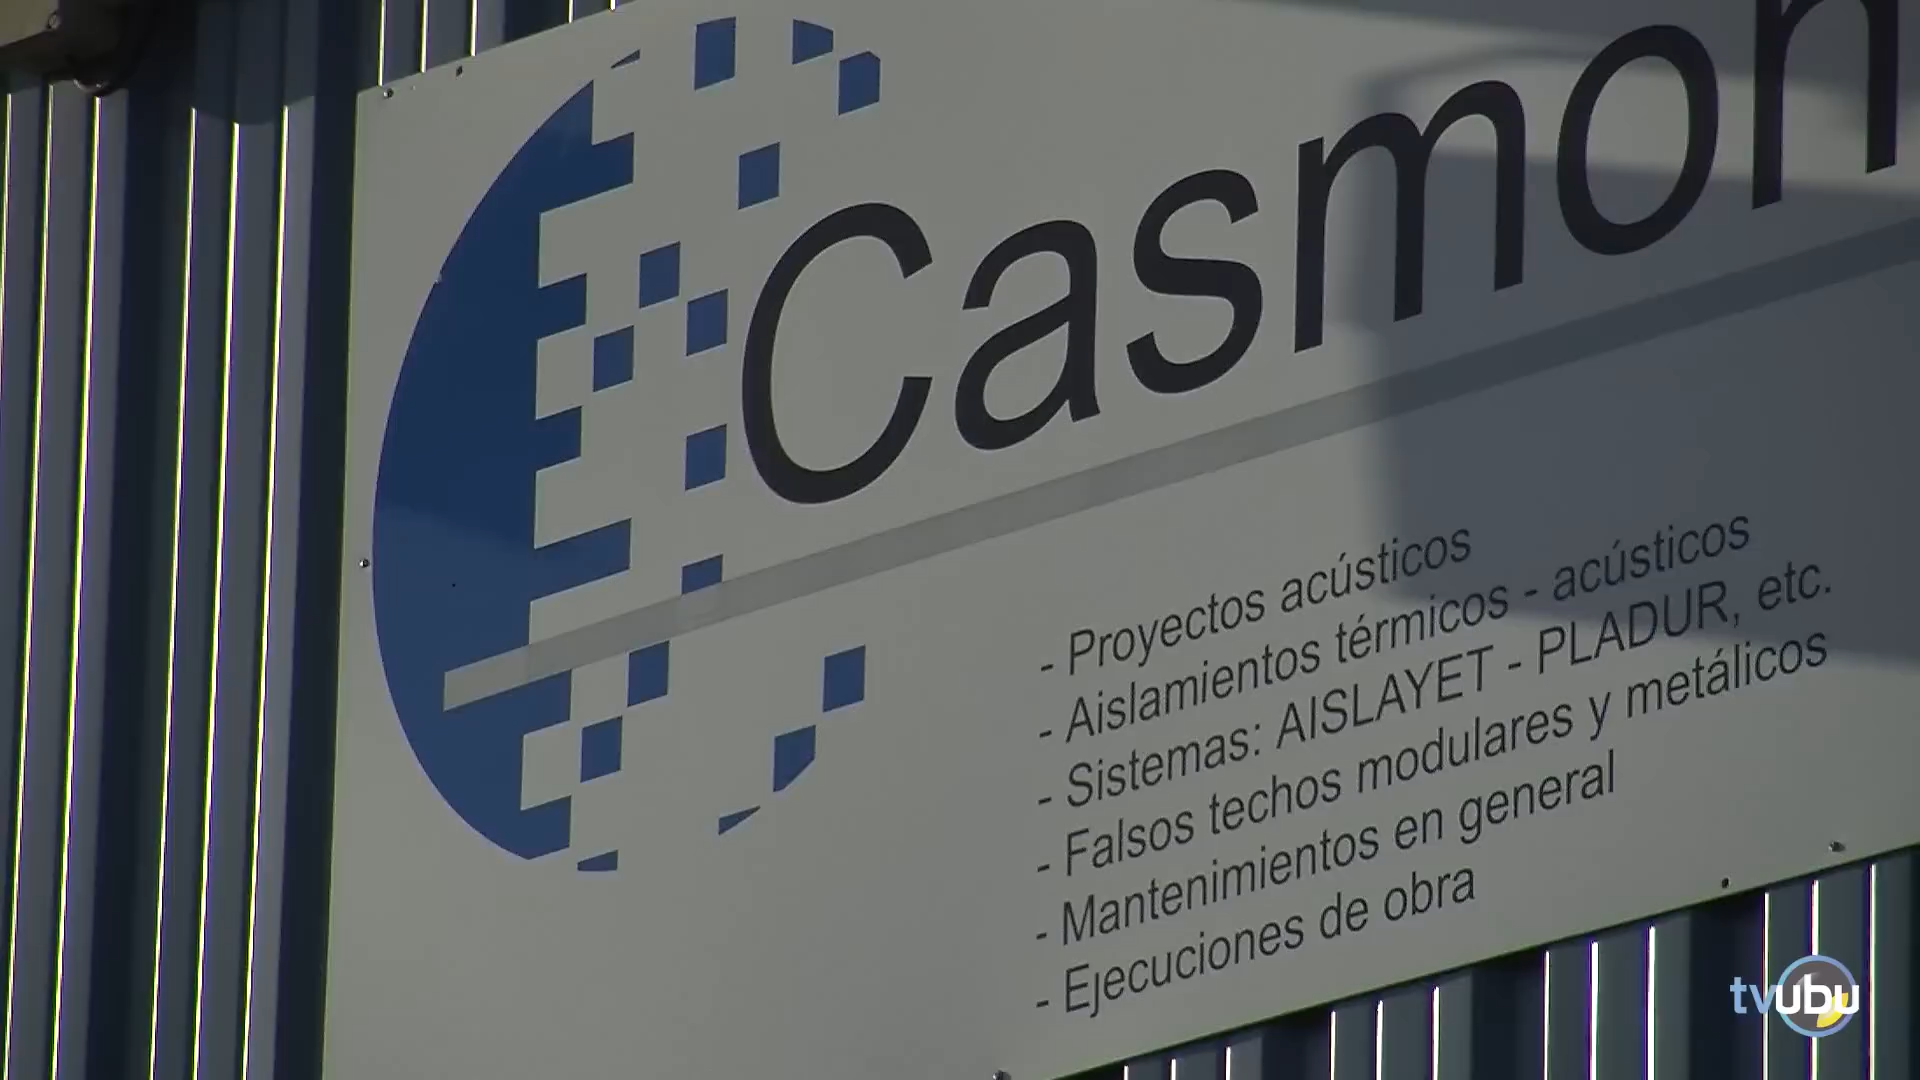 Casmon
- Proyectos acústicos
- Aislamientos térmicos - acústicos
- Sistemas: AISLAYET - PLADUR, etc.
- Falsos techos modulares y metálicos
- Mantenimientos en general
- Ejecuciones de obra
tvubu